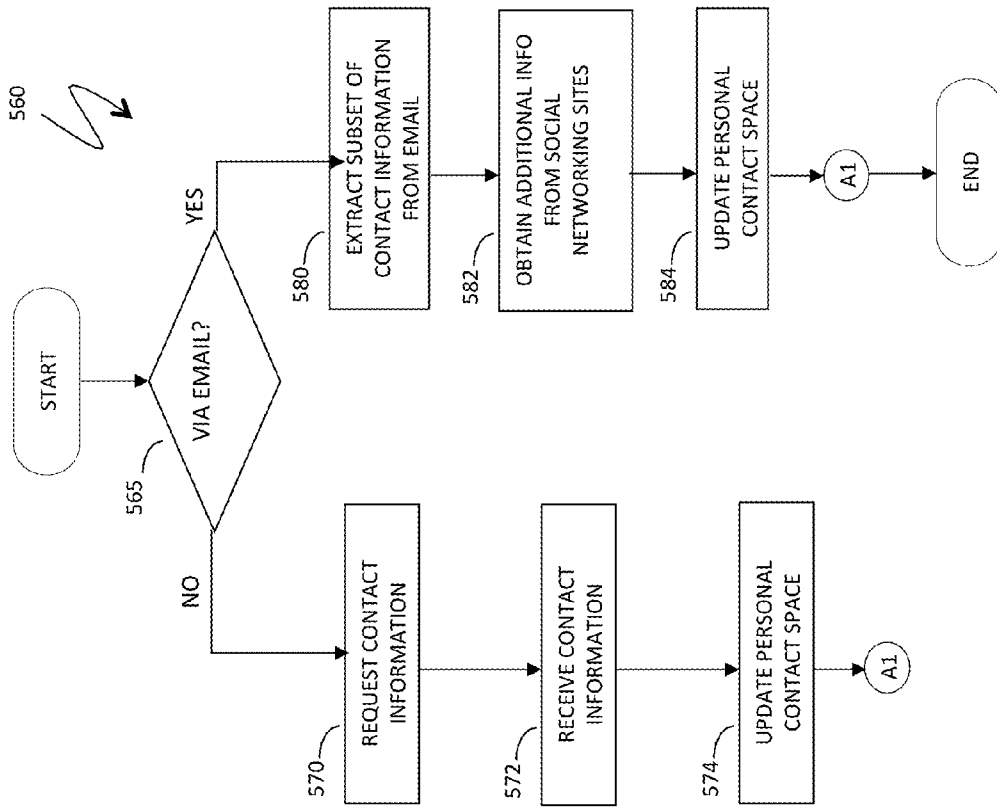 560
START
VIA EMAIL?
565
NO
YES
570
REQUEST CONTACT
INFORMATION
572
RECEIVE CONTACT
INFORMATION
574
UPDATE PERSONAL
CONTACT SPACE
A1
580
EXTRACT SUBSET OF
CONTACT INFORMATION
FROM EMAIL
582
OBTAIN ADDITIONAL INFO
FROM SOCIAL
NETWORKING SITES
584
UPDATE PERSONAL
CONTACT SPACE
A1
END